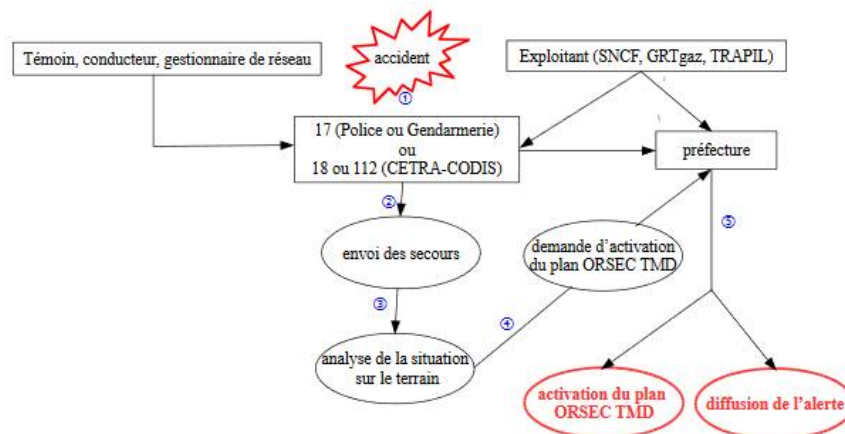 Témoin, conducteur, gestionnaire de réseau
accident
Exploitant (SNCF, GRTgaz, TRAPIL)
①
17 (Police ou Gendarmerie)
ou
18 ou 112 (CETRA-CODIS)
préfecture
②
envoi des secours
demande d'activation
du plan ORSEC TMD
⑤
③
④
analyse de la situation
sur le terrain
activation du plan
ORSEC TMD
diffusion de l'alerte